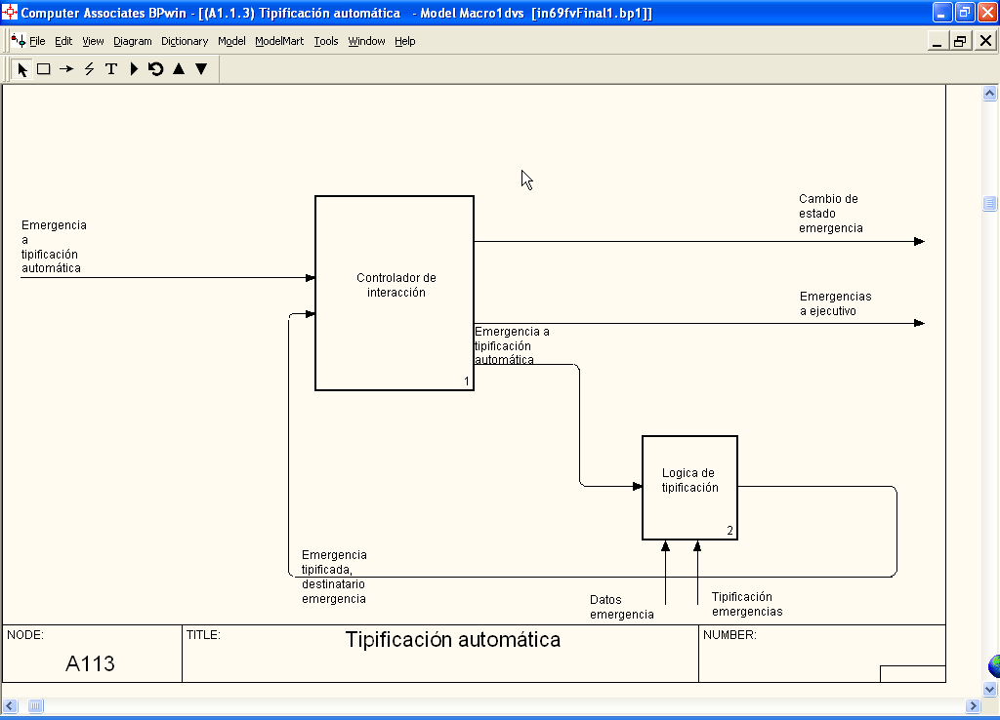 Computer Associates BPwin - [(A1.1.3) Tipificación automática - Model Macro1dvs [in69fvFinal1.bp1]]
File Edit View Diagram Dictionary Model ModelMart Tools Window Help
T
Cambio de
estado
emergencia
Emergencia
a
tipificación
automática
Controlador de
interacción
1
Emergencias
a ejecutivo
Emergencia a
tipificación
automática
Logica de
tipificación
2
Emergencia
tipificada,
destinatario
emergencia
Datos
emergencia
Tipificación
emergencias
NODE:
A113
TITLE:
Tipificación automática
NUMBER: